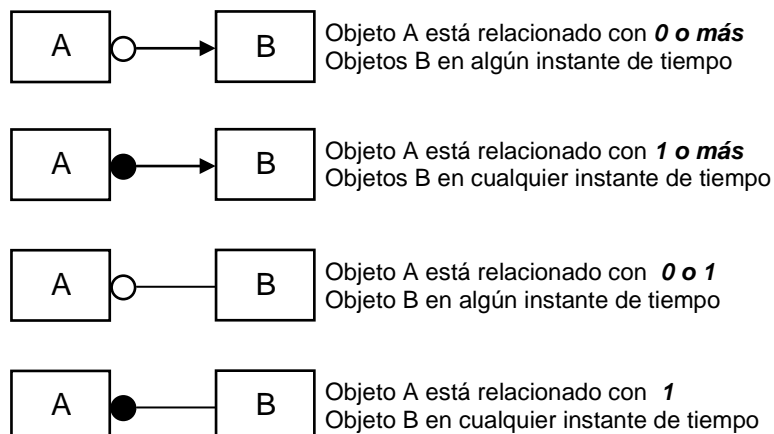 A B Objeto A está relacionado con 0 o más
Objetos B en algún instante de tiempo
A B Objeto A está relacionado con 1 o más
Objetos B en cualquier instante de tiempo
A B Objeto A está relacionado con 0 o 1
Objeto B en algún instante de tiempo
A B Objeto A está relacionado con 1
Objeto B en cualquier instante de tiempo